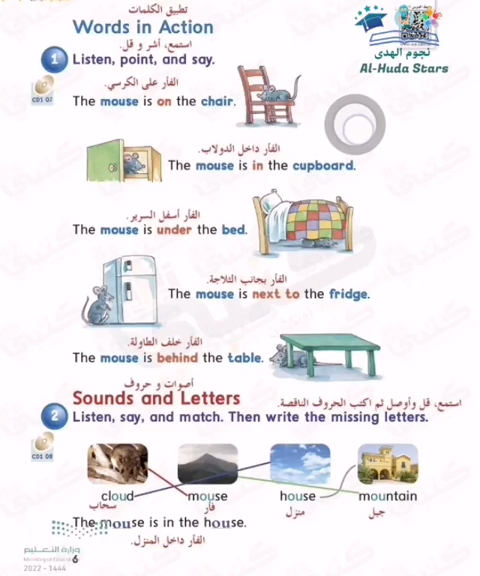 تطبيق الكلمات
Words in Action
استمع، أشر و قل.
1 Listen, point, and say.
نجوم الهدى
Al-Huda Stars
CD1 07
الفأر على الكرسي.
The mouse is on the chair.
الفأر داخل الدولاب.
The mouse is in the cupboard.
الفأر أسفل السرير.
The mouse is under the bed.
الفأر بجانب الثلاجة.
The mouse is next to the fridge.
الفأر خلف الطاولة.
The mouse is behind the table.
أصوات و حروف
Sounds and Letters
استمع، قل وأوصل ثم اكتب الحروف الناقصة.
2 Listen, say, and match. Then write the missing letters.
CD1 08
cloud mouse house mountain
سحاب فأر منزل جبل
The mouse is in the house.
الفأر داخل المنزل.
وزارة التعليم
Ministry of Education
6
2022 - 1444